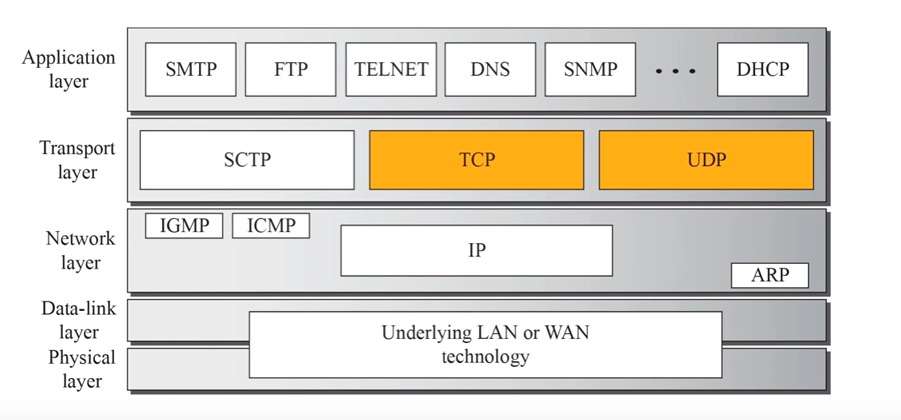 Application
layer
SMTP
FTP
TELNET
DNS
SNMP
• • •
DHCP
Transport
layer
SCTP
TCP
UDP
Network
layer
IGMP
ICMP
IP
ARP
Data-link
layer
Physical
layer
Underlying LAN or WAN
technology